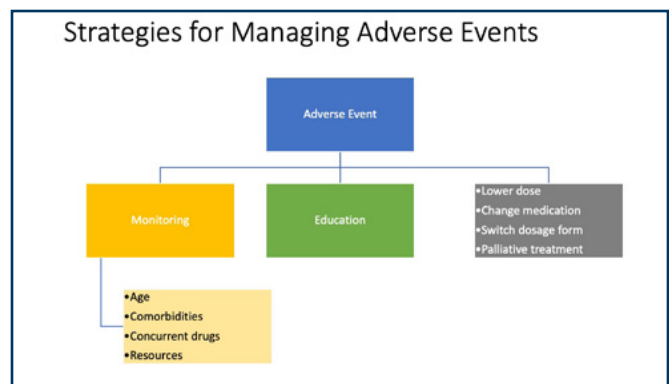 Strategies for Managing Adverse Events
Adverse Event
Monitoring
Education
•Lower dose
•Change medication
•Switch dosage form
•Palliative treatment
•Age
•Comorbidities
•Concurrent drugs
•Resources